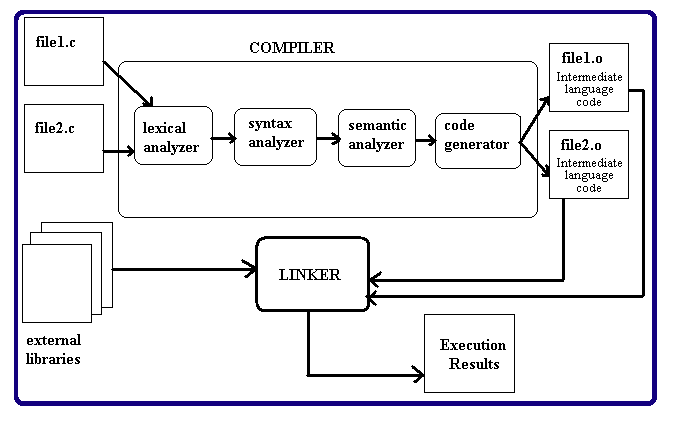 file1.c
COMPILER
file2.c
lexical
analyzer
syntax
analyzer
semantic
analyzer
code
generator
file1.o
Intermediate
language
code
file2.o
Intermediate
language
code
LINKER
external
libraries
Execution
Results